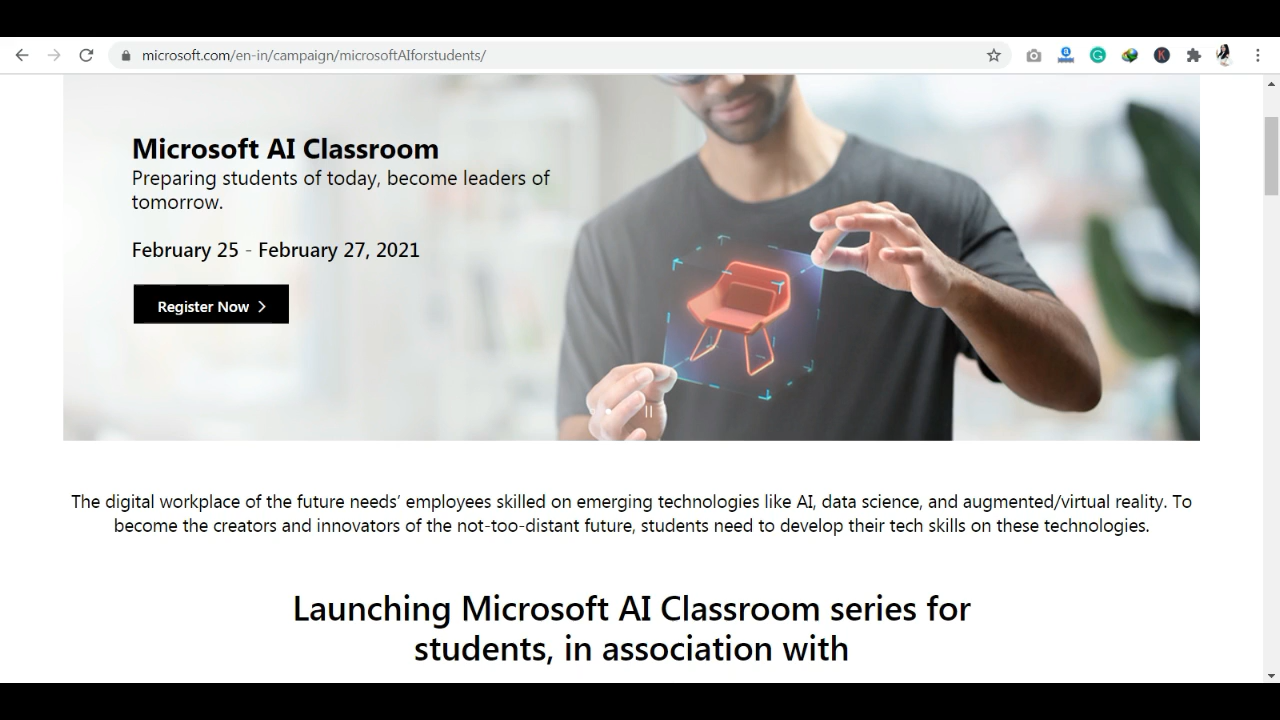 microsoft.com/en-in/campaign/microsoftAIforstudents/
Microsoft AI Classroom
Preparing students of today, become leaders of
tomorrow.
February 25 - February 27, 2021
Register Now
The digital workplace of the future needs’ employees skilled on emerging technologies like AI, data science, and augmented/virtual reality. To
become the creators and innovators of the not-too-distant future, students need to develop their tech skills on these technologies.
Launching Microsoft AI Classroom series for
students, in association with